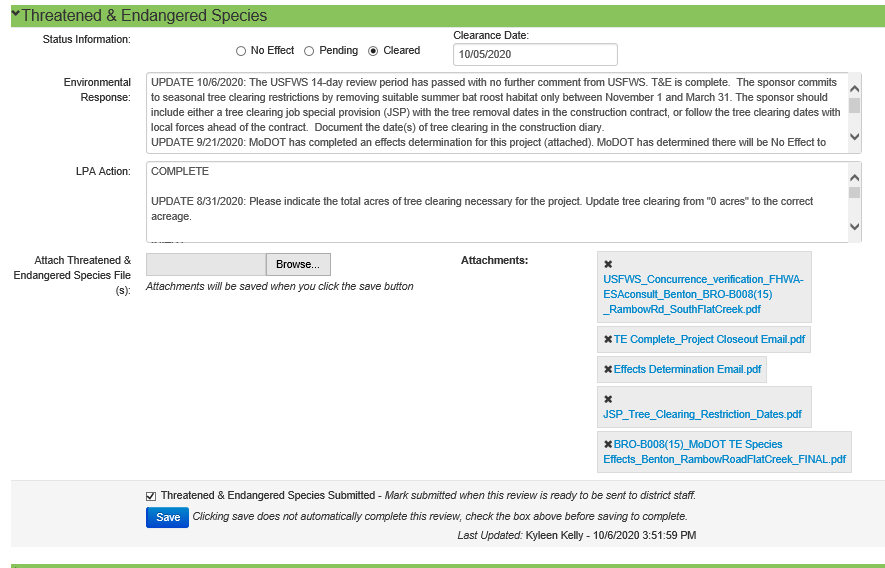 Threatened & Endangered Species
Status Information:
No Effect
Pending
Cleared
Clearance Date:
10/05/2020
Environmental
Response:
UPDATE 10/6/2020: The USFWS 14-day review period has passed with no further comment from USFWS. T&E is complete.  The sponsor commits
to seasonal tree clearing restrictions by removing suitable summer bat roost habitat only between November 1 and March 31. The sponsor should
include either a tree clearing job special provision (JSP) with the tree removal dates in the construction contract, or follow the tree clearing dates with
local forces ahead of the contract.  Document the date(s) of tree clearing in the construction diary.
UPDATE 9/21/2020: MoDOT has completed an effects determination for this project (attached). MoDOT has determined there will be No Effect to
LPA Action:
COMPLETE
UPDATE 8/31/2020: Please indicate the total acres of tree clearing necessary for the project. Update tree clearing from "0 acres" to the correct
acreage.
Attach Threatened &
Endangered Species File
(s):
Browse...
Attachments will be saved when you click the save button
Attachments:
✖
USFWS_Concurrence_verification_FHWA-
ESAconsult_Benton_BRO-B008(15)
_RambowRd_SouthFlatCreek.pdf
✖TE Complete_Project Closeout Email.pdf
✖Effects Determination Email.pdf
✖
JSP_Tree_Clearing_Restriction_Dates.pdf
✖BRO-B008(15)_MoDOT TE Species
Effects_Benton_RambowRoadFlatCreek_FINAL.pdf
Threatened & Endangered Species Submitted - Mark submitted when this review is ready to be sent to district staff.
Save Clicking save does not automatically complete this review, check the box above before saving to complete.
Last Updated: Kyleen Kelly - 10/6/2020 3:51:59 PM